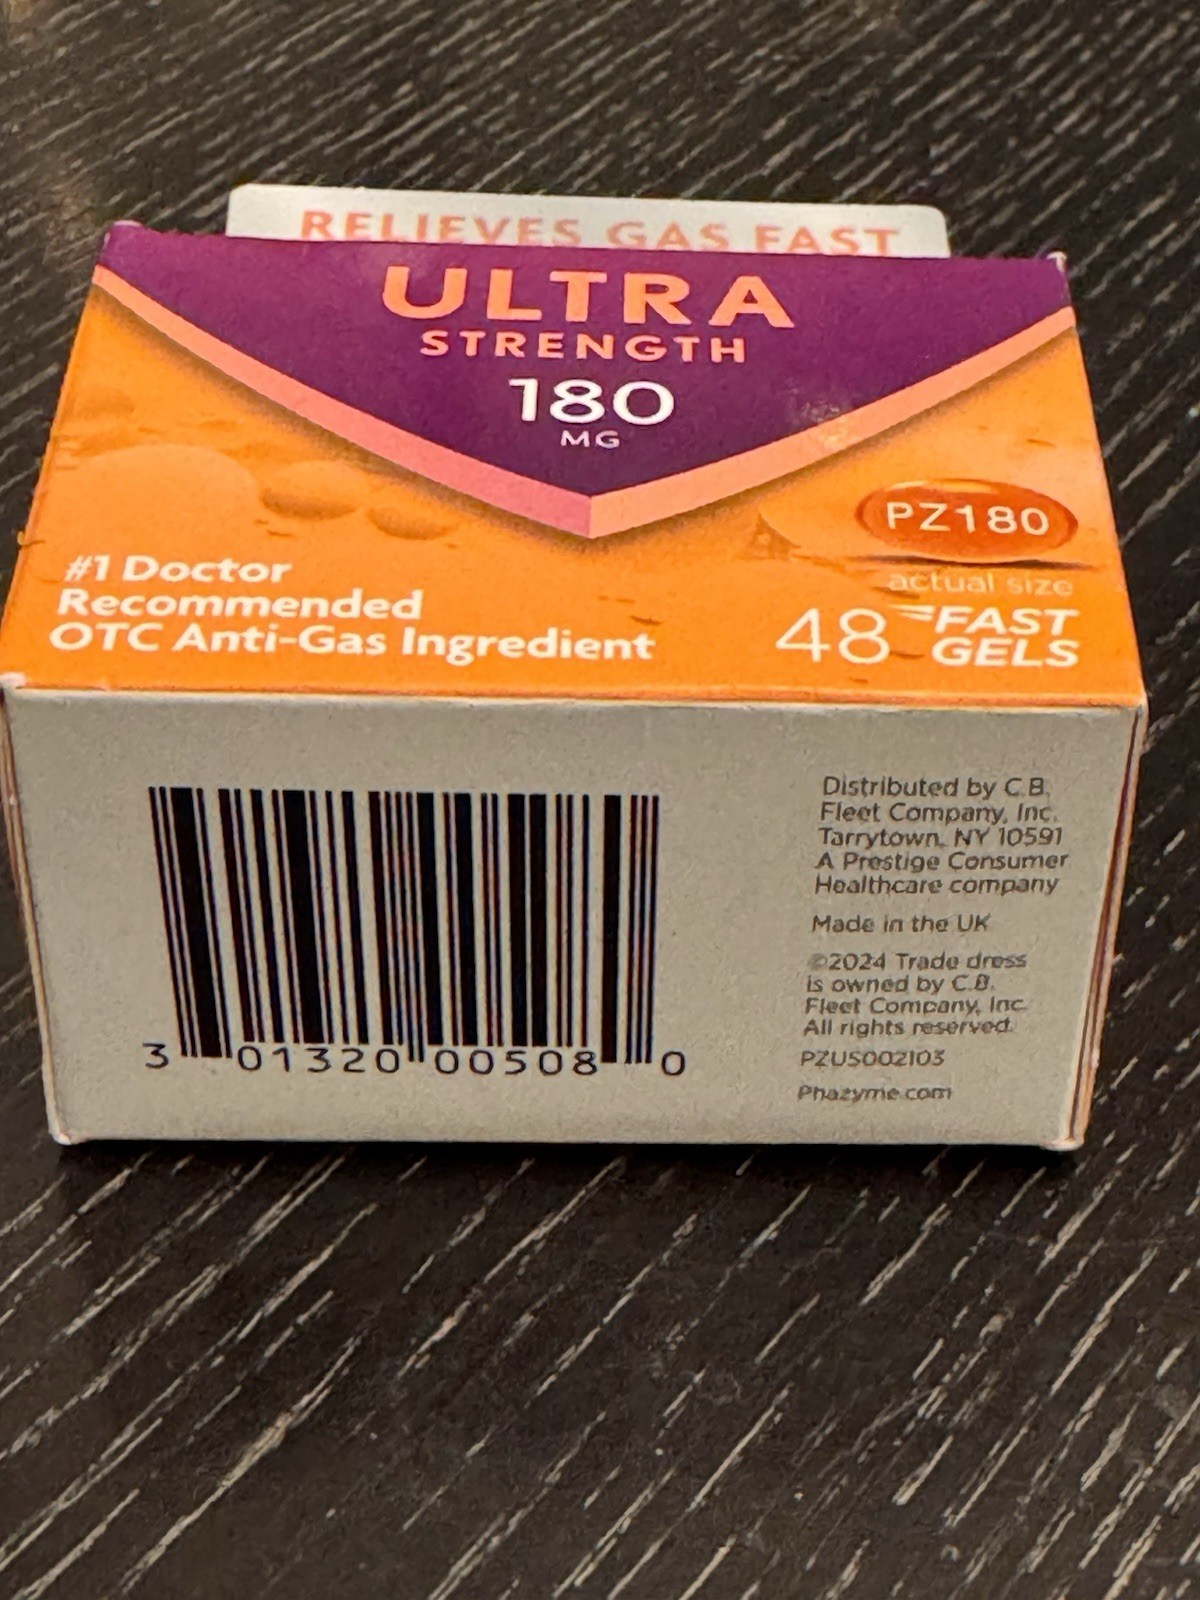 RELIEVES GAS FAST
ULTRA
STRENGTH
180
MG
PZ180
actual size
#1 Doctor
Recommended
OTC Anti-Gas Ingredient
48 FAST
GELS
3 01320 00508 0
Distributed by C.B.
Fleet Company, Inc.
Tarrytown, NY 10591
A Prestige Consumer
Healthcare company
Made in the UK
©2024 Trade dress
is owned by C.B.
Fleet Company, Inc.
All rights reserved.
PZUS002103
Phazyme.com